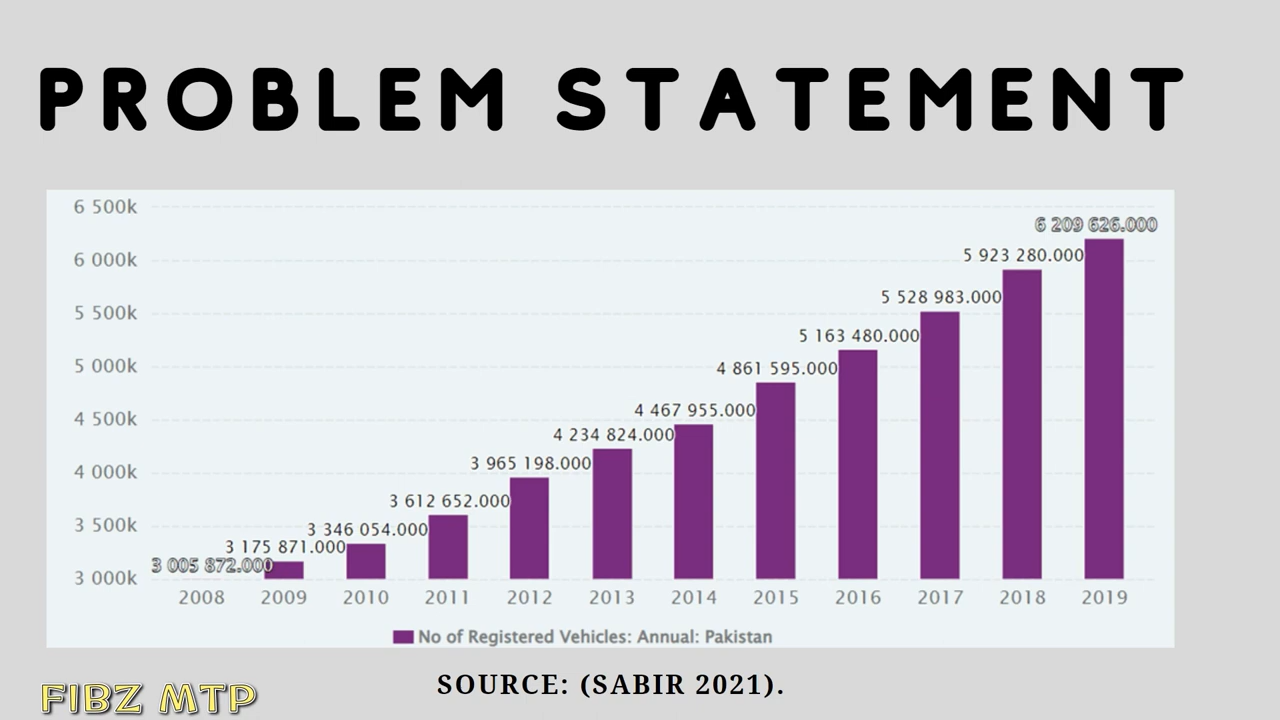 PROBLEM STATEMENT
6 500k
6 209 626.000
6 000k
5 923 280.000
5 500k
5 528 983.000
5 163 480.000
5 000k
4 861 595.000
4 500k
4 467 955.000
4 234 824.000
4 000k
3 965 198.000
3 612 652.000
3 500k
3 346 054.000
3 175 871.000
3 005 872.000
3 000k
2008 2009 2010 2011 2012 2013 2014 2015 2016 2017 2018 2019
No of Registered Vehicles: Annual: Pakistan
SOURCE: (SABIR 2021).
FIBZ MTP